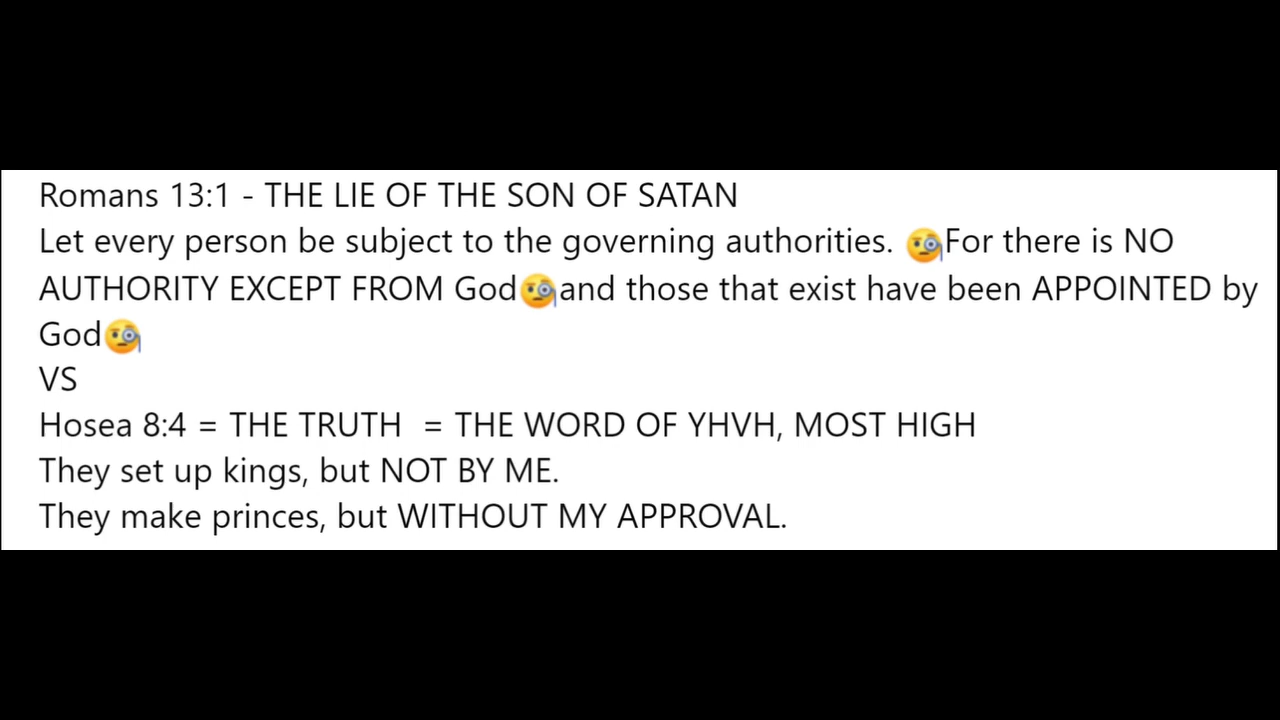 Romans 13:1 - THE LIE OF THE SON OF SATAN
Let every person be subject to the governing authorities. 🧐For there is NO
AUTHORITY EXCEPT FROM God🧐and those that exist have been APPOINTED by
God🧐
VS
Hosea 8:4 = THE TRUTH  = THE WORD OF YHVH, MOST HIGH
They set up kings, but NOT BY ME.
They make princes, but WITHOUT MY APPROVAL.